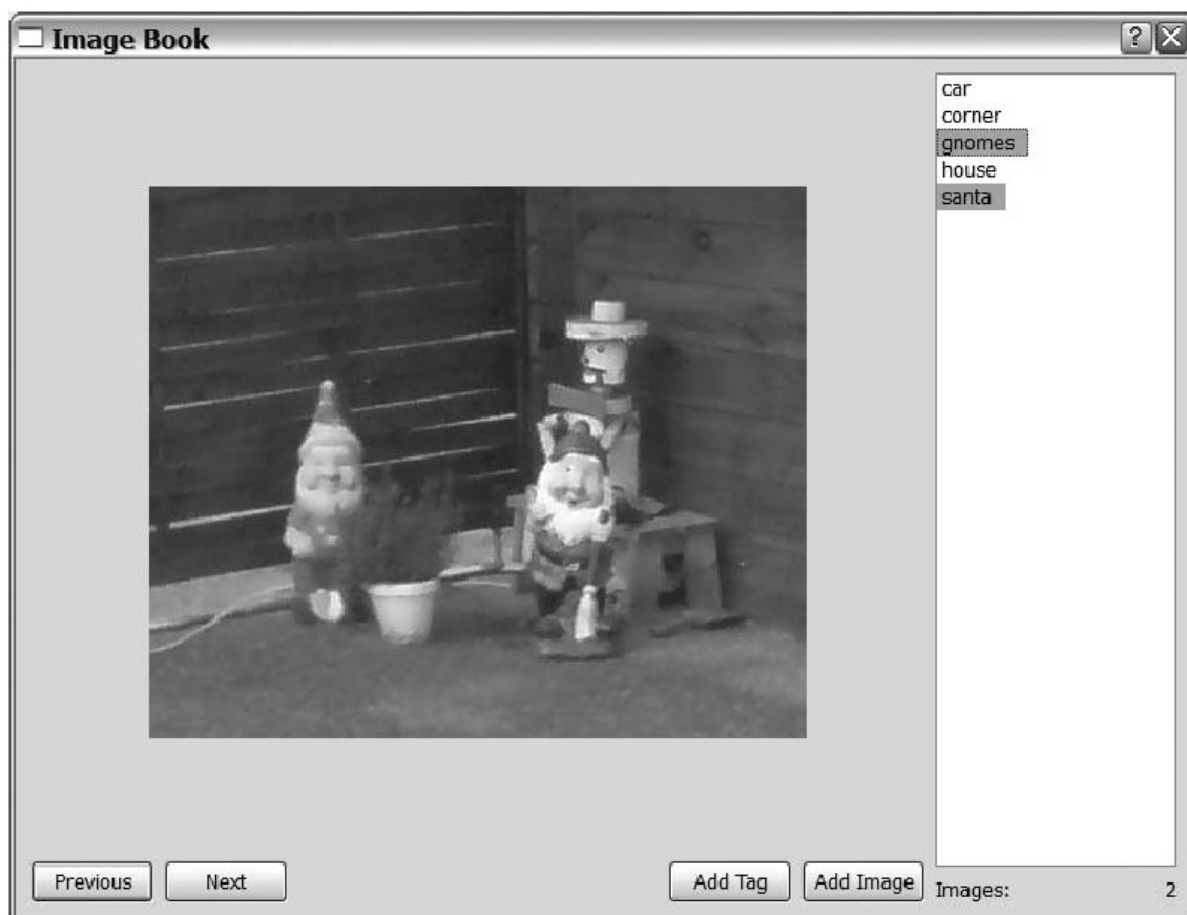 Image Book
car
corner
gnomes
house
santa
Previous
Next
Add Tag
Add Image
Images: 2